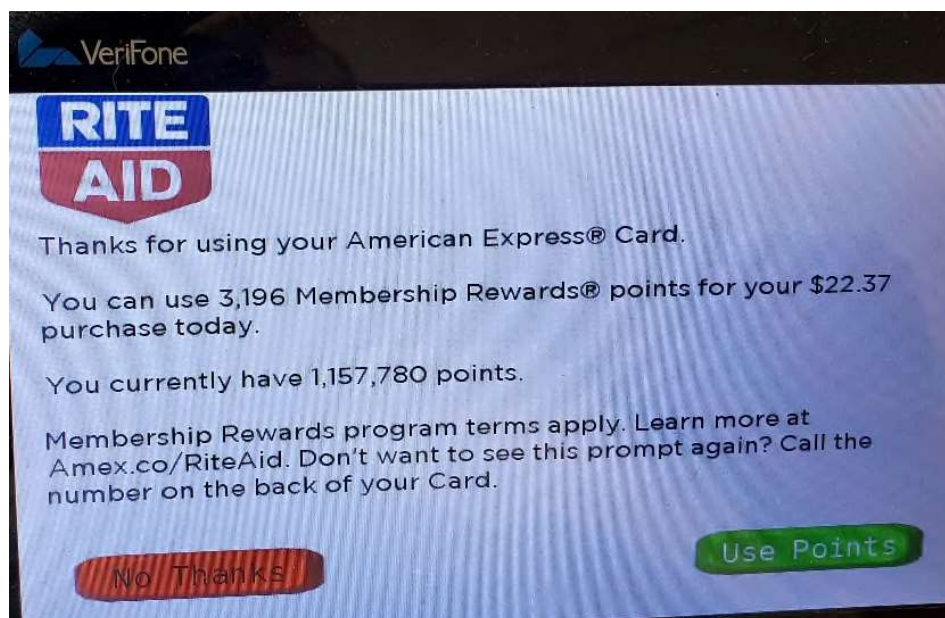 VeriFone
RITE
AID
Thanks for using your American Express® Card.
You can use 3,196 Membership Rewards® points for your $22.37
purchase today.
You currently have 1,157,780 points.
Membership Rewards program terms apply. Learn more at
Amex.co/RiteAid. Don't want to see this prompt again? Call the
number on the back of your Card.
No Thanks
Use Points